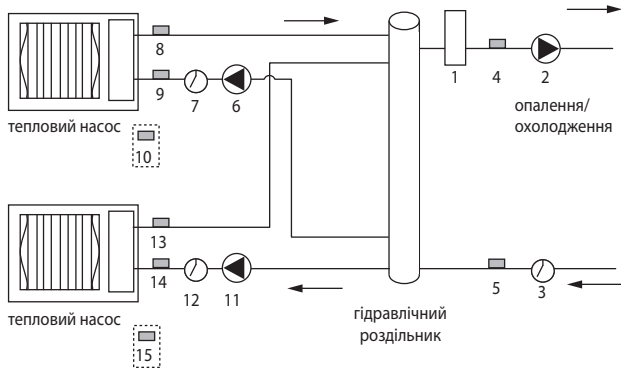 8
9
7
6
1
4
2
тепловий насос
10
опалення/
охолодження
13
14
12
11
5
3
тепловий насос
15
гідравлічний
роздільник